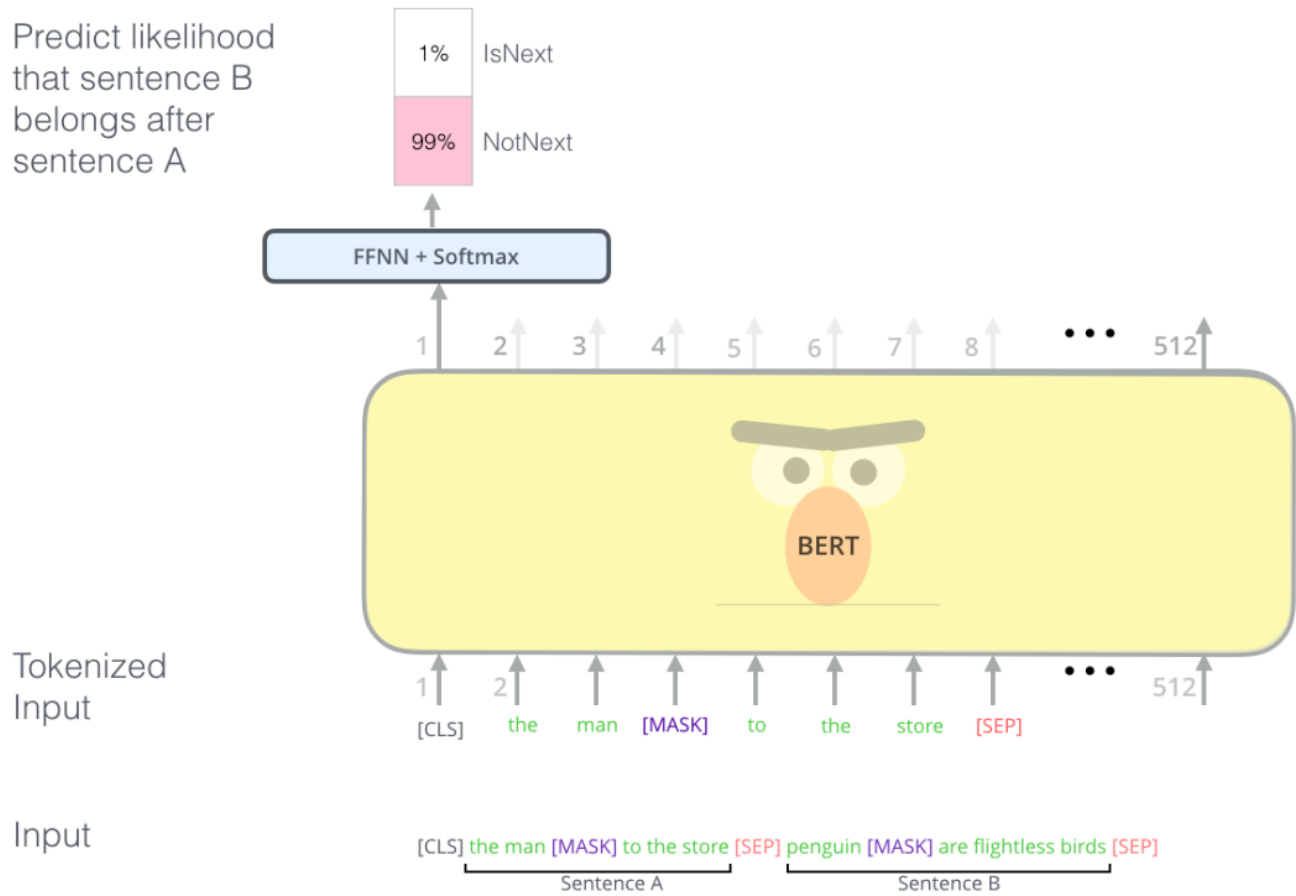 Predict likelihood
that sentence B
belongs after
sentence A
1% IsNext
99% NotNext
FFNN + Softmax
1 2 3 4 5 6 7 8 ••• 512
BERT
Tokenized
Input
1 2 ••• 512
[CLS] the man [MASK] to the store [SEP]
Input
[CLS] the man [MASK] to the store [SEP] penguin [MASK] are flightless birds [SEP]
Sentence A Sentence B